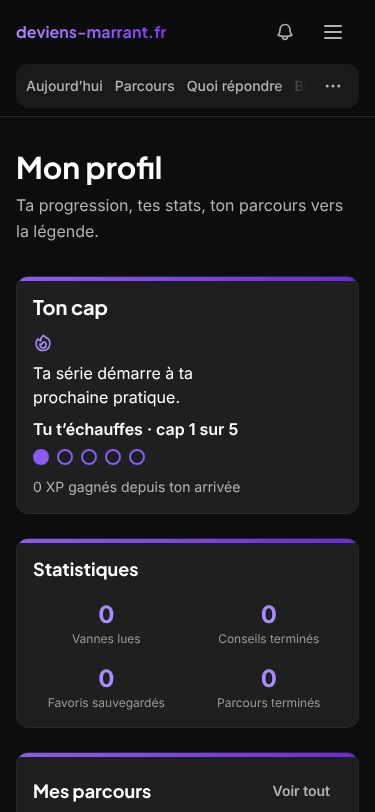 deviens-marrant.fr
Aujourd’hui Parcours Quoi répondre
Mon profil
Ta progression, tes stats, ton parcours vers
la légende.
Ton cap
Ta série démarre à ta
prochaine pratique.
Tu t’échauffes · cap 1 sur 5
0 XP gagnés depuis ton arrivée
Statistiques
0 0
Vannes lues Conseils terminés
0 0
Favoris sauvegardés Parcours terminés
Mes parcours Voir tout